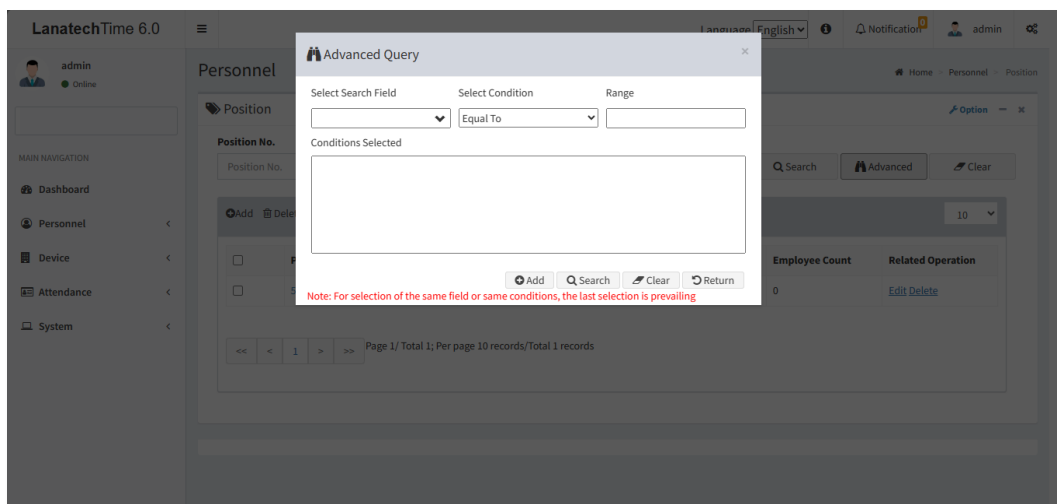 LanatechTime 6.0
Language English
0
Notification
admin
admin
Online
Personnel
Home > Personnel > Position
Advanced Query
×
Select Search Field
Select Condition
Range
Equal To
Conditions Selected
Add
Search
Clear
Return
Note: For selection of the same field or same conditions, the last selection is prevailing
Position
Option
Position No.
Position No.
Search
Advanced
Clear
MAIN NAVIGATION
Dashboard
Personnel
Device
Attendance
System
Add
10
Employee Count
Related Operation
0
Edit Delete
<< < 1 > >> Page 1/ Total 1; Per page 10 records/Total 1 records